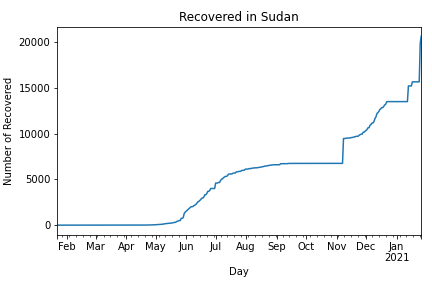 Recovered in Sudan
Number of Recovered
20000
15000
10000
5000
0
Feb Mar Apr May Jun Jul Aug Sep Oct Nov Dec Jan
2021
Day